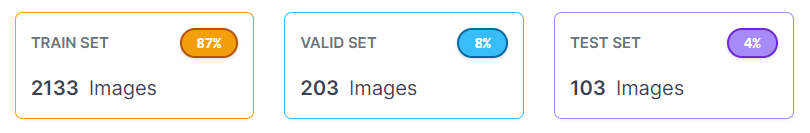 TRAIN SET 87%
2133 Images
VALID SET 8%
203 Images
TEST SET 4%
103 Images